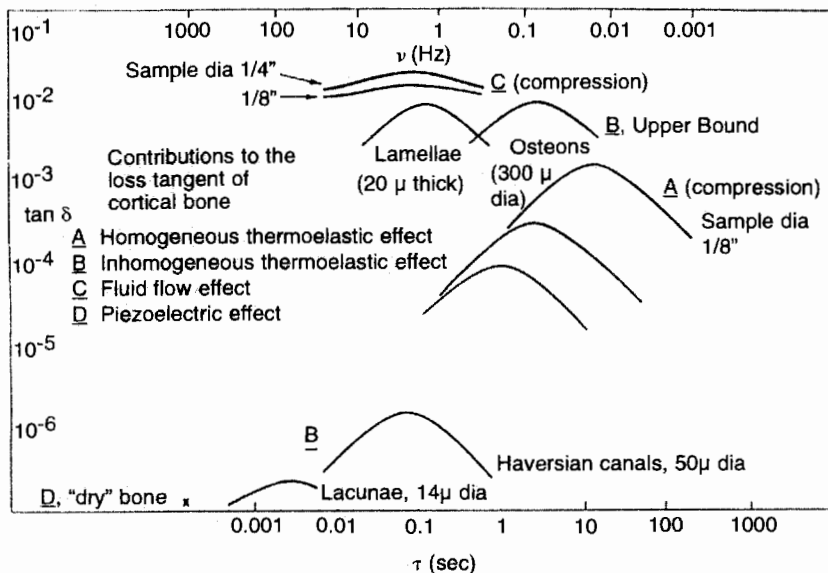 10⁻¹ 1000 100 10 1 0.1 0.01 0.001
ν (Hz)
Sample dia 1/4"
1/8"
C (compression)
10⁻²
B, Upper Bound
Lamellae
(20 μ thick)
Osteons
(300 μ
dia)
Contributions to the
loss tangent of
cortical bone
10⁻³
A (compression)
Sample dia
1/8"
tan δ
A Homogeneous thermoelastic effect
B Inhomogeneous thermoelastic effect
C Fluid flow effect
D Piezoelectric effect
10⁻⁴
10⁻⁵
10⁻⁶
B
Haversian canals, 50μ dia
D, "dry" bone x
Lacunae, 14μ dia
0.001 0.01 0.1 1 10 100 1000
τ (sec)